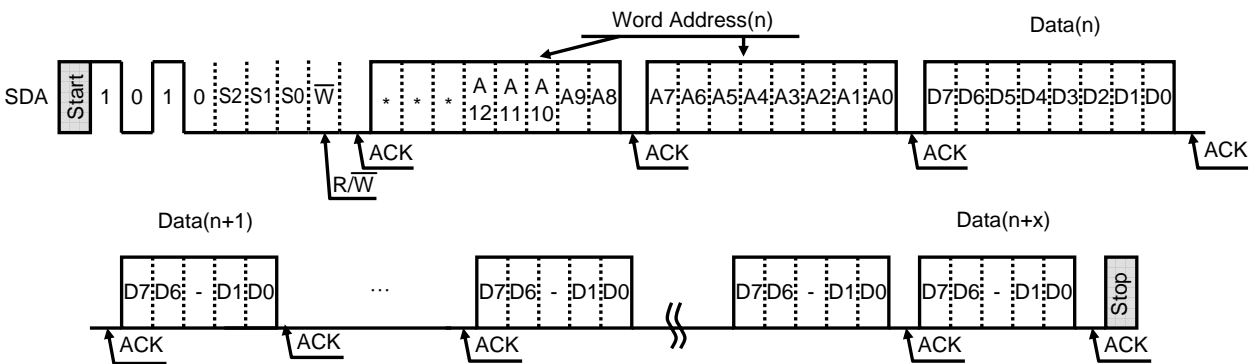 Word Address(n) Data(n)
SDA Start 1 0 1 0 S2 S1 S0 W̅ * * * A12 A11 A10 A9 A8 A7 A6 A5 A4 A3 A2 A1 A0 D7 D6 D5 D4 D3 D2 D1 D0
ACK ACK ACK ACK
R/W̅
Data(n+1) Data(n+x)
D7 D6 - D1 D0 ... D7 D6 - D1 D0 D7 D6 - D1 D0 D7 D6 - D1 D0 Stop
ACK ACK ACK ACK ACK